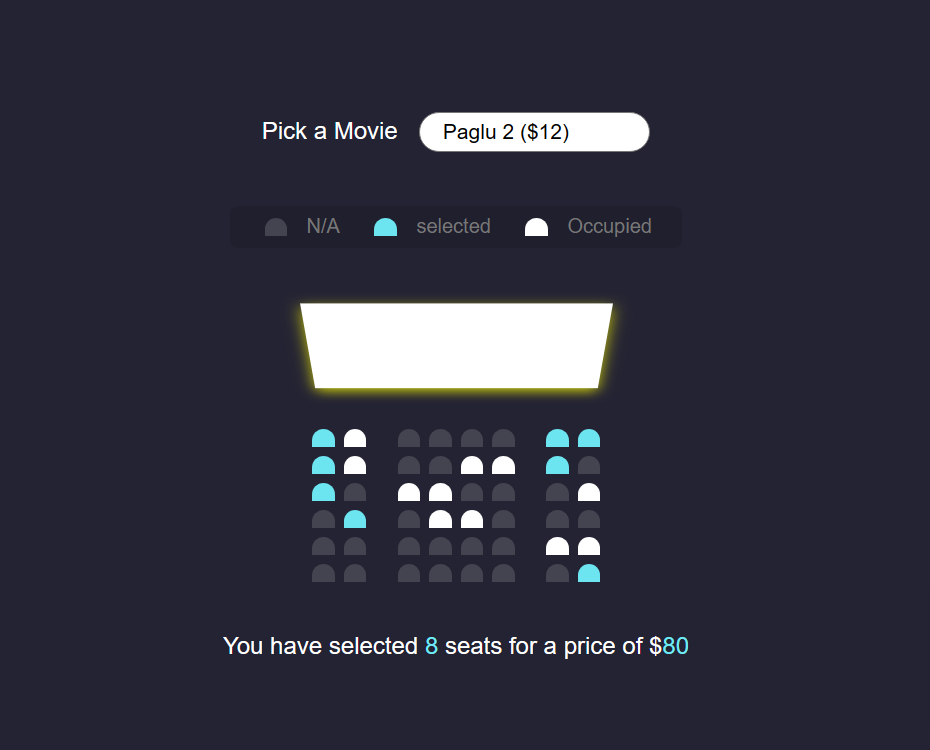 Pick a Movie Paglu 2 ($12)
N/A selected Occupied
You have selected 8 seats for a price of $80